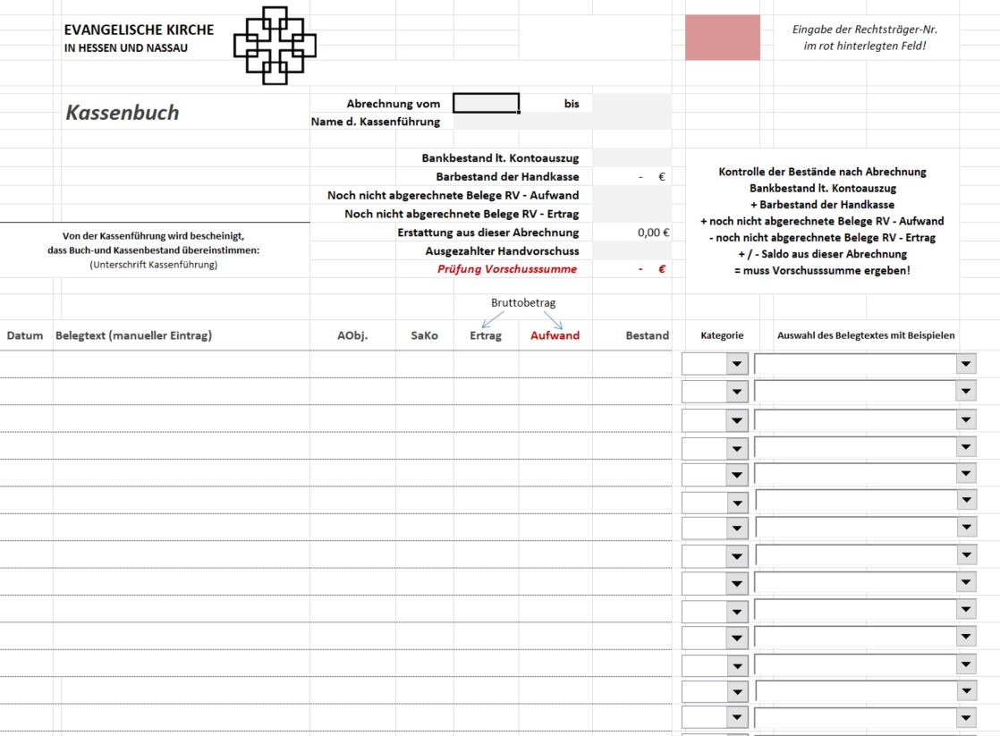 EVANGELISCHE KIRCHE
IN HESSEN UND NASSAU
Eingabe der Rechtsträger-Nr.
im rot hinterlegten Feld!
Kassenbuch
Abrechnung vom bis
Name d. Kassenführung
Bankbestand lt. Kontoauszug
Barbestand der Handkasse - €
Noch nicht abgerechnete Belege RV - Aufwand
Noch nicht abgerechnete Belege RV - Ertrag
Erstattung aus dieser Abrechnung 0,00 €
Ausgezahlter Handvorschuss
Prüfung Vorschusssumme - €
Von der Kassenführung wird bescheinigt,
dass Buch-und Kassenbestand übereinstimmen:
(Unterschrift Kassenführung)
Kontrolle der Bestände nach Abrechnung
Bankbestand lt. Kontoauszug
+ Barbestand der Handkasse
+ noch nicht abgerechnete Belege RV - Aufwand
- noch nicht abgerechnete Belege RV - Ertrag
+ / - Saldo aus dieser Abrechnung
= muss Vorschusssumme ergeben!
Bruttobetrag
Datum Belegtext (manueller Eintrag) AObj. SaKo Ertrag Aufwand Bestand Kategorie Auswahl des Belegtextes mit Beispielen